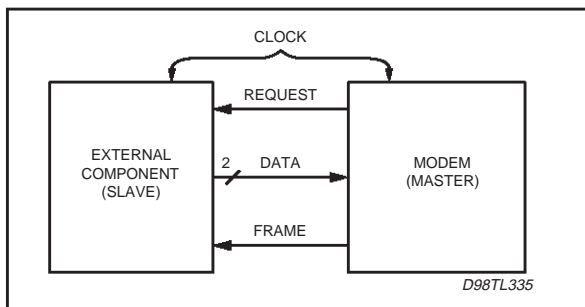 CLOCK
REQUEST
EXTERNAL
COMPONENT
(SLAVE)
2 DATA
MODEM
(MASTER)
FRAME
D98TL335